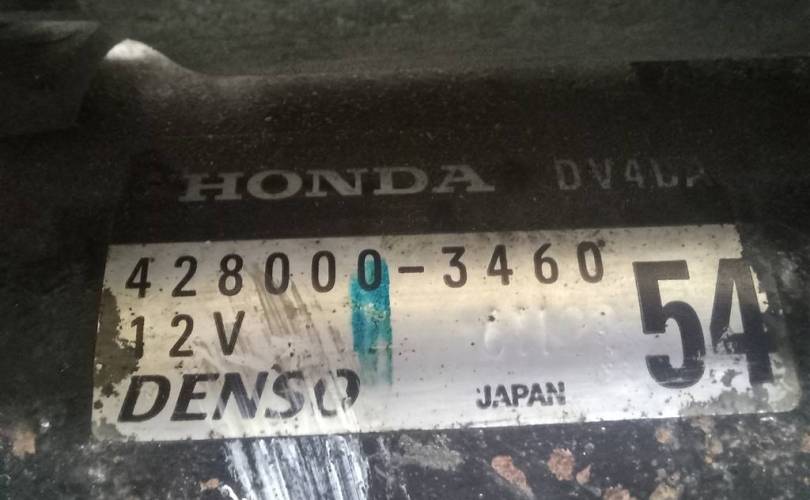 HONDA
428000-3460
12V
54
DENSO
JAPAN